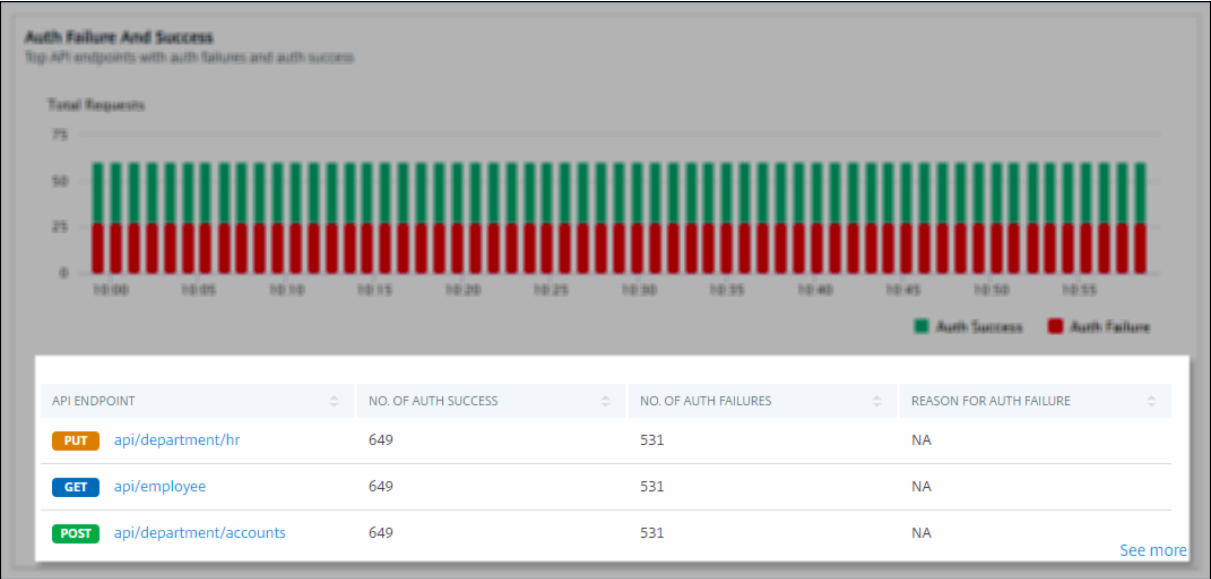 Auth Failure And Success
Top API endpoints with auth failures and auth success
Total Requests
75
50
25
0
10:00 10:05 10:10 10:15 10:20 10:25 10:30 10:35 10:40 10:45 10:50 10:55
Auth Success Auth Failure
API ENDPOINT NO. OF AUTH SUCCESS NO. OF AUTH FAILURES REASON FOR AUTH FAILURE
PUT api/department/hr 649 531 NA
GET api/employee 649 531 NA
POST api/department/accounts 649 531 NA
See more